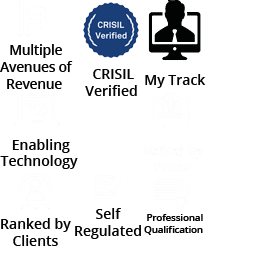 CRISIL
Verified
Multiple
Avenues of
Revenue
CRISIL
Verified
My Track
Enabling
Technology
Ranked by
Clients
Self
Regulated
Professional
Qualification